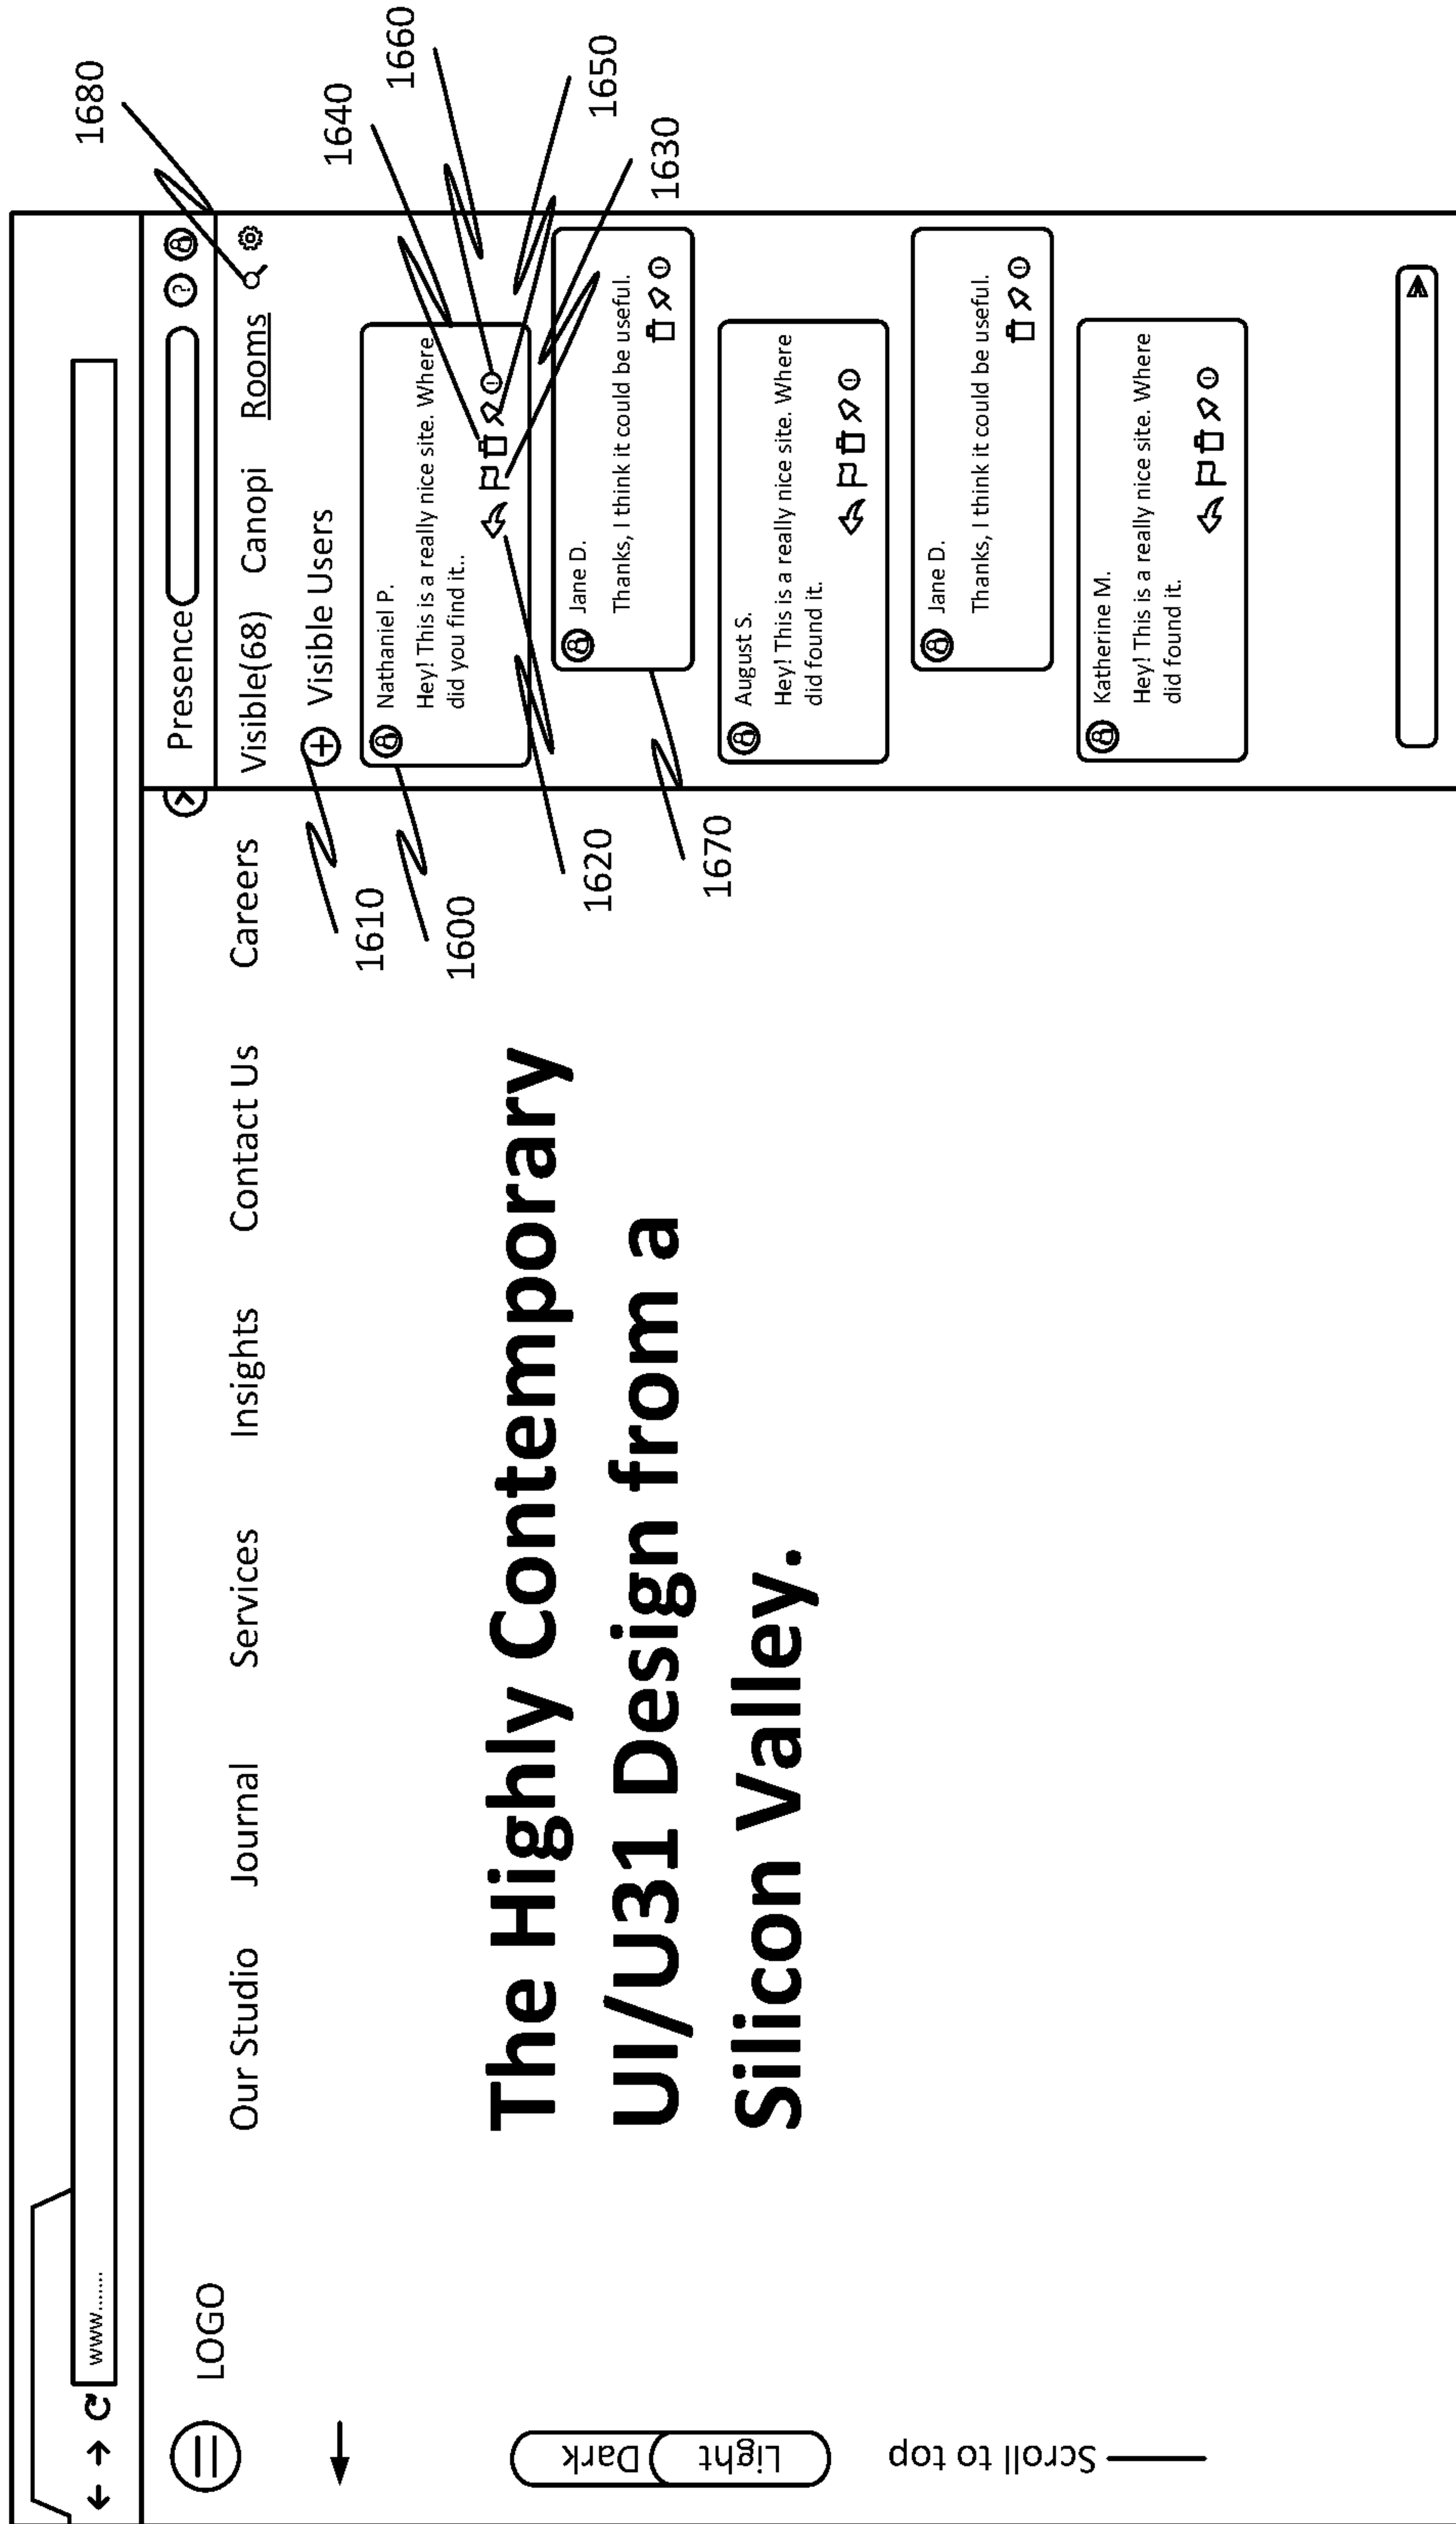 www.......
LOGO
Our Studio
Journal
Services
Insights
Contact Us
Careers
Dark
Light
Scroll to top
The Highly Contemporary
UI/U31 Design from a
Silicon Valley.
Presence
?
Visible(68)
Canopi
Rooms
Visible Users
Nathaniel P.
Hey! This is a really nice site. Where
did you find it..
Jane D.
Thanks, I think it could be useful.
August S.
Hey! This is a really nice site. Where
did found it.
Jane D.
Thanks, I think it could be useful.
Katherine M.
Hey! This is a really nice site. Where
did found it.
1610
1600
1620
1670
1680
1640
1660
1650
1630